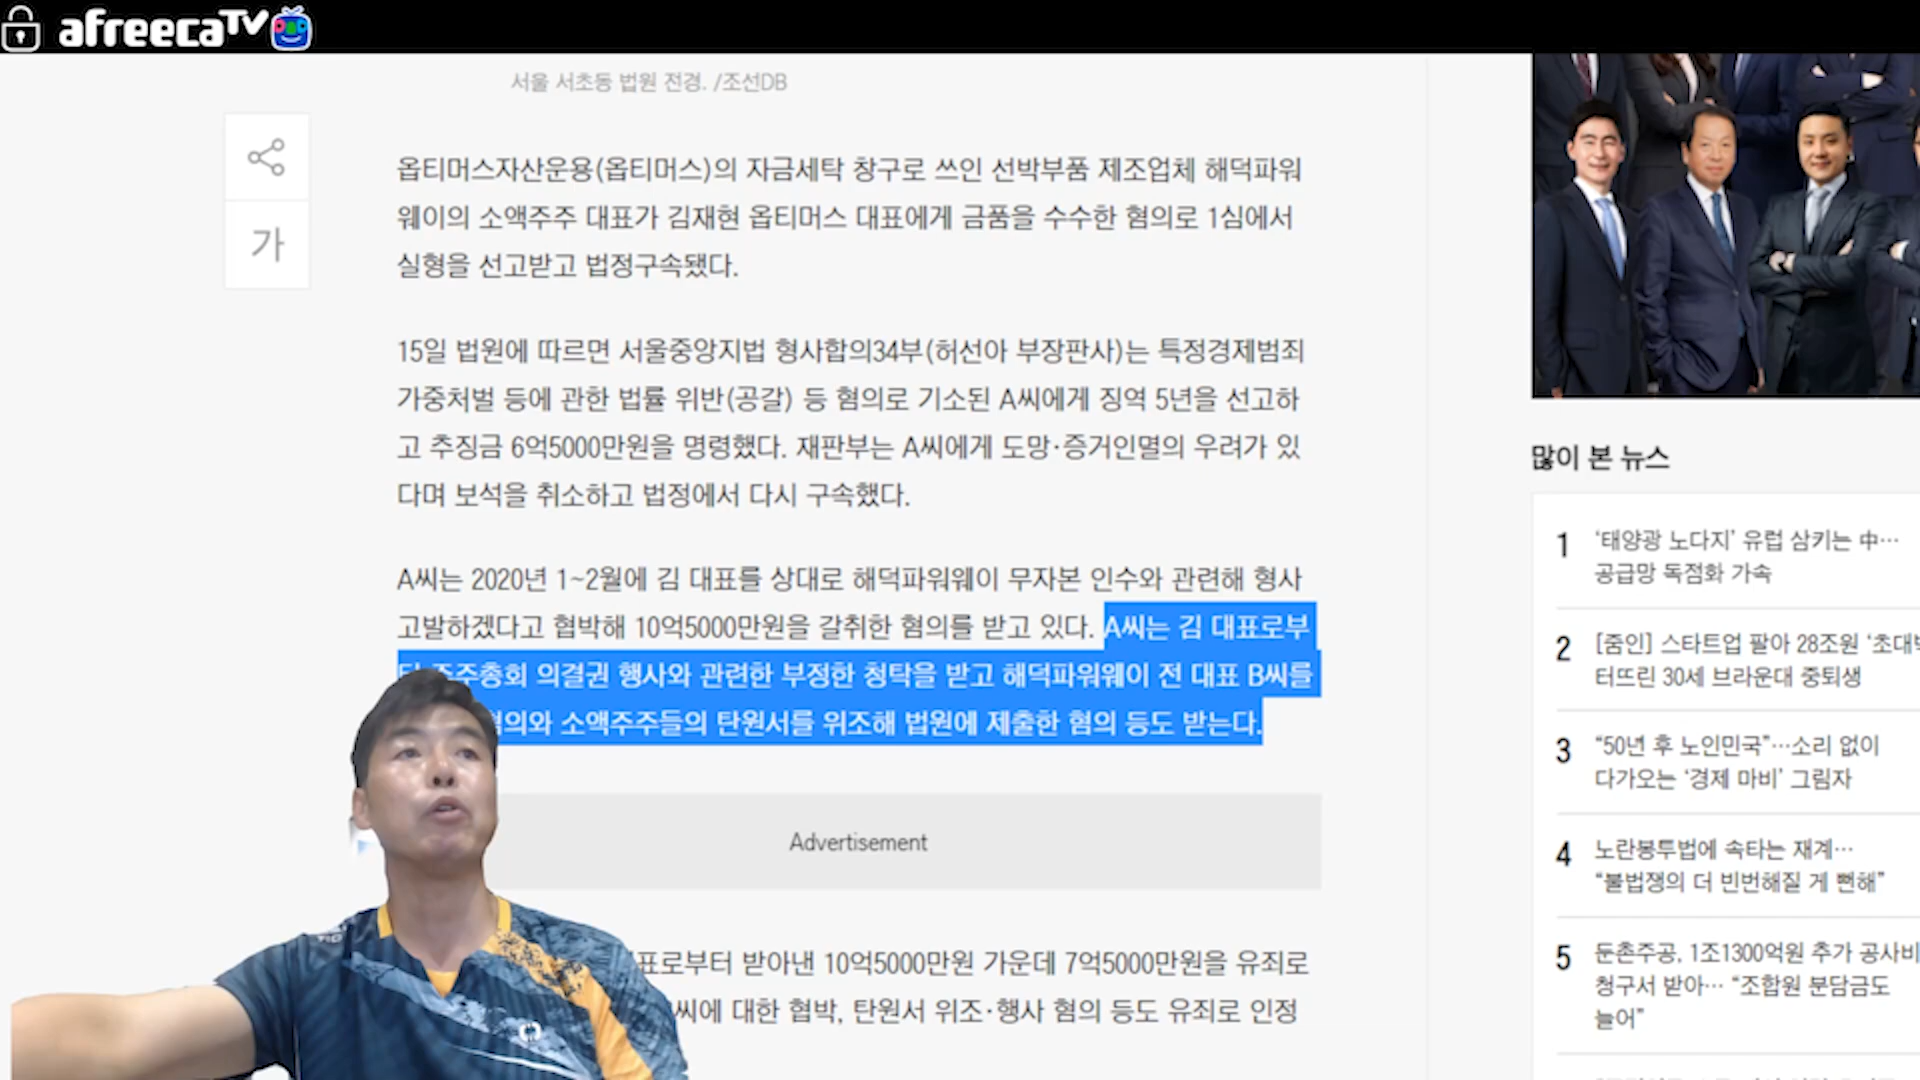 afreecaTV
서울 서초동 법원 전경. /조선DB
가
옵티머스자산운용(옵티머스)의 자금세탁 창구로 쓰인 선박부품 제조업체 해덕파워
웨이의 소액주주 대표가 김재현 옵티머스 대표에게 금품을 수수한 혐의로 1심에서
실형을 선고받고 법정구속됐다.
15일 법원에 따르면 서울중앙지법 형사합의34부(허선아 부장판사)는 특정경제범죄
가중처벌 등에 관한 법률 위반(공갈) 등 혐의로 기소된 A씨에게 징역 5년을 선고하
고 추징금 6억5000만원을 명령했다. 재판부는 A씨에게 도망·증거인멸의 우려가 있
다며 보석을 취소하고 법정에서 다시 구속했다.
A씨는 2020년 1~2월에 김 대표를 상대로 해덕파워웨이 무자본 인수와 관련해 형사
고발하겠다고 협박해 10억5000만원을 갈취한 혐의를 받고 있다. A씨는 김 대표로부
주주총회 의결권 행사와 관련한 부정한 청탁을 받고 해덕파워웨이 전 대표 B씨를
혐의와 소액주주들의 탄원서를 위조해 법원에 제출한 혐의 등도 받는다.
Advertisement
표로부터 받아낸 10억5000만원 가운데 7억5000만원을 유죄로
씨에 대한 협박, 탄원서 위조·행사 혐의 등도 유죄로 인정
많이 본 뉴스
1 ‘태양광 노다지’ 유럽 삼키는 中…
공급망 독점화 가속
2 [줌인] 스타트업 팔아 28조원 ‘초대박
터뜨린 30세 브라운대 중퇴생
3 “50년 후 노인민국”…소리 없이
다가오는 ‘경제 마비’ 그림자
4 노란봉투법에 속타는 재계…
“불법쟁의 더 빈번해질 게 뻔해”
5 둔촌주공, 1조1300억원 추가 공사비
청구서 받아… “조합원 분담금도
늘어”